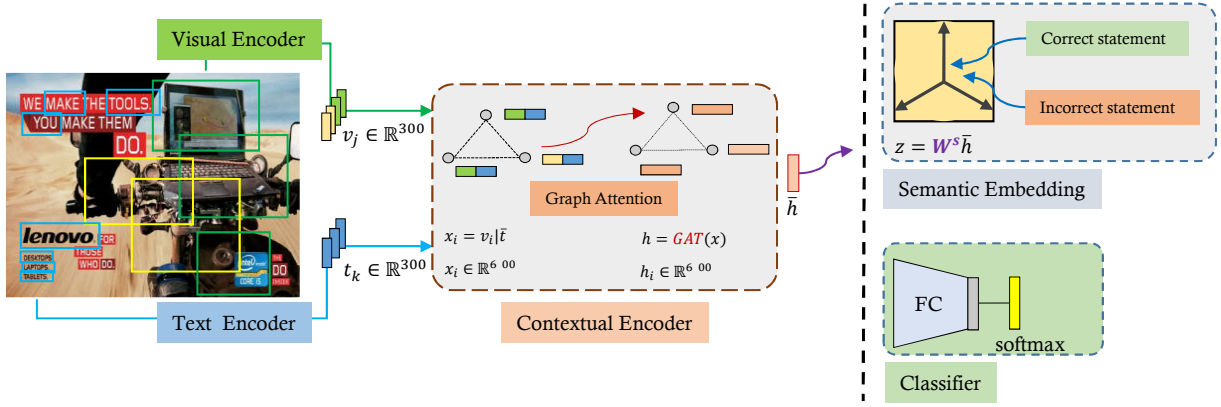 Visual Encoder
WE MAKE THE TOOLS.
YOU MAKE THEM
DO.
lenovo. FOR
THOSE
WHO DO.
DESKTOPS
LAPTOPS
TABLETS.
intel
CORE i5
THE
DO
INSIDE
Text Encoder
v_j ∈ ℝ^300
t_k ∈ ℝ^300
Graph Attention
x_i = v_i|t̄
x_i ∈ ℝ^6 00
h = GAT(x)
h_i ∈ ℝ^6 00
Contextual Encoder
h̄
Correct statement
Incorrect statement
z = W^s h̄
Semantic Embedding
FC
softmax
Classifier